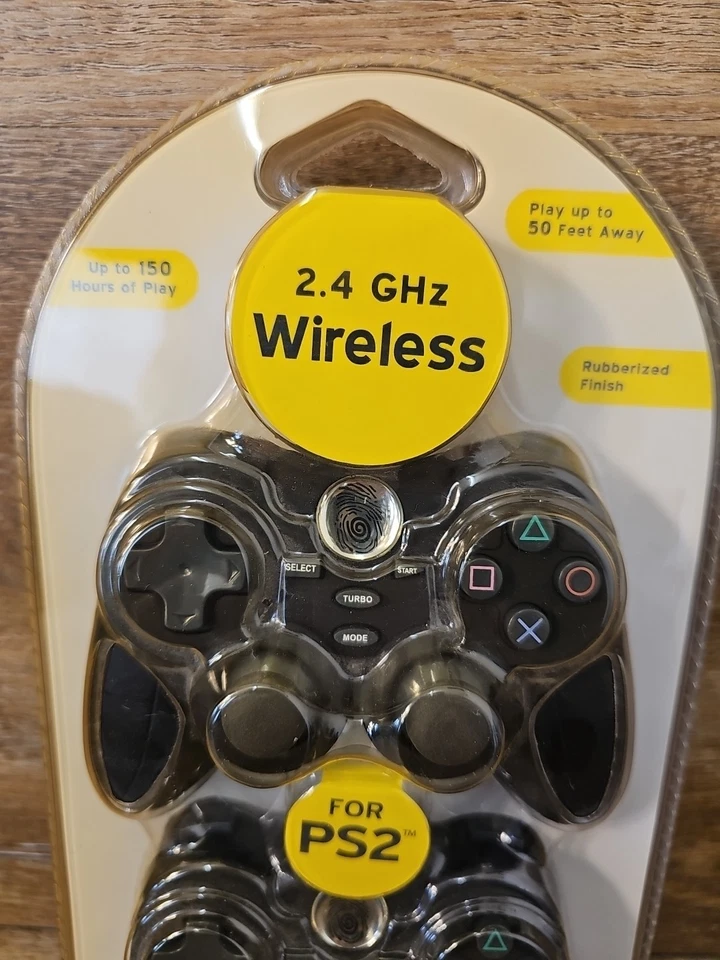 Play up to
50 Feet Away
Up to 150
Hours of Play
2.4 GHz
Wireless
Rubberized
Finish
SELECT
START
TURBO
MODE
FOR
PS2™